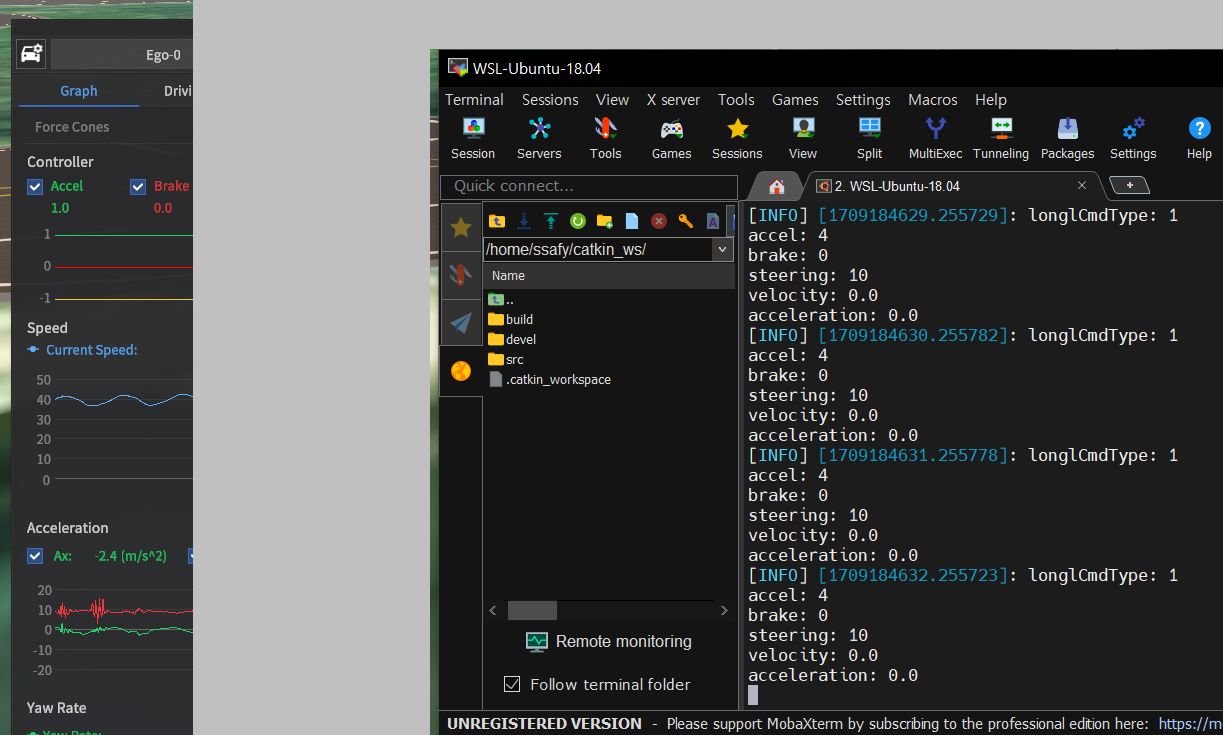 Ego-0
Graph
Drivi
Force Cones
Controller
Accel
Brake
1.0
0.0
1
0
-1
Speed
Current Speed:
50
40
30
20
10
0
Acceleration
Ax: -2.4 (m/s^2)
20
10
0
-10
-20
Yaw Rate
Yaw Rate:
WSL-Ubuntu-18.04
Terminal Sessions View X server Tools Games Settings Macros Help
Session Servers Tools Games Sessions View Split MultiExec Tunneling Packages Settings Help
Quick connect...
2. WSL-Ubuntu-18.04
/home/ssafy/catkin_ws/
Name
..
build
devel
src
.catkin_workspace
Remote monitoring
Follow terminal folder
[INFO] [1709184629.255729]: longlCmdType: 1
accel: 4
brake: 0
steering: 10
velocity: 0.0
acceleration: 0.0
[INFO] [1709184630.255782]: longlCmdType: 1
accel: 4
brake: 0
steering: 10
velocity: 0.0
acceleration: 0.0
[INFO] [1709184631.255778]: longlCmdType: 1
accel: 4
brake: 0
steering: 10
velocity: 0.0
acceleration: 0.0
[INFO] [1709184632.255723]: longlCmdType: 1
accel: 4
brake: 0
steering: 10
velocity: 0.0
acceleration: 0.0
UNREGISTERED VERSION - Please support MobaXterm by subscribing to the professional edition here: https://m